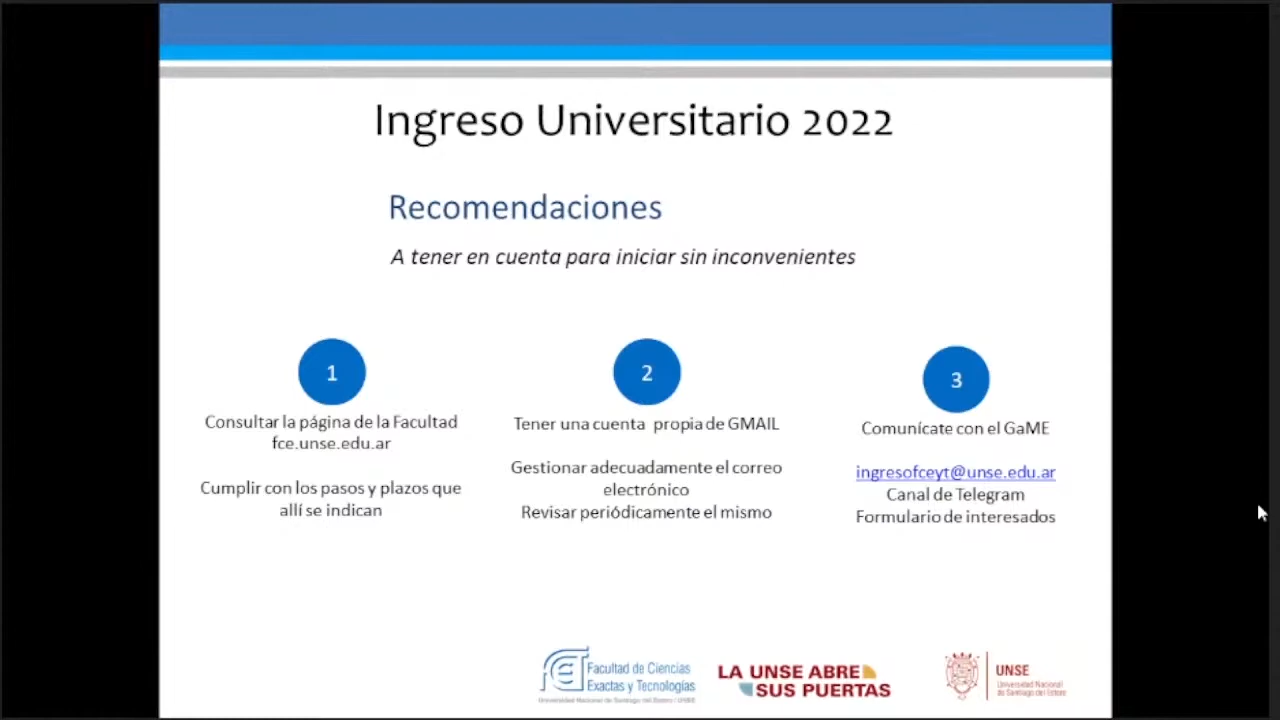 Ingreso Universitario 2022
Recomendaciones
A tener en cuenta para iniciar sin inconvenientes
1
Consultar la página de la Facultad
fce.unse.edu.ar
Cumplir con los pasos y plazos que
allí se indican
2
Tener una cuenta propia de GMAIL
Gestionar adecuadamente el correo
electrónico
Revisar periódicamente el mismo
3
Comunícate con el GaME
ingresofceyt@unse.edu.ar
Canal de Telegram
Formulario de interesados
Facultad de Ciencias
Exactas y Tecnologías
Universidad Nacional de Santiago del Estero / UNSE
LA UNSE ABRE
SUS PUERTAS
UNSE
Universidad Nacional
de Santiago del Estero